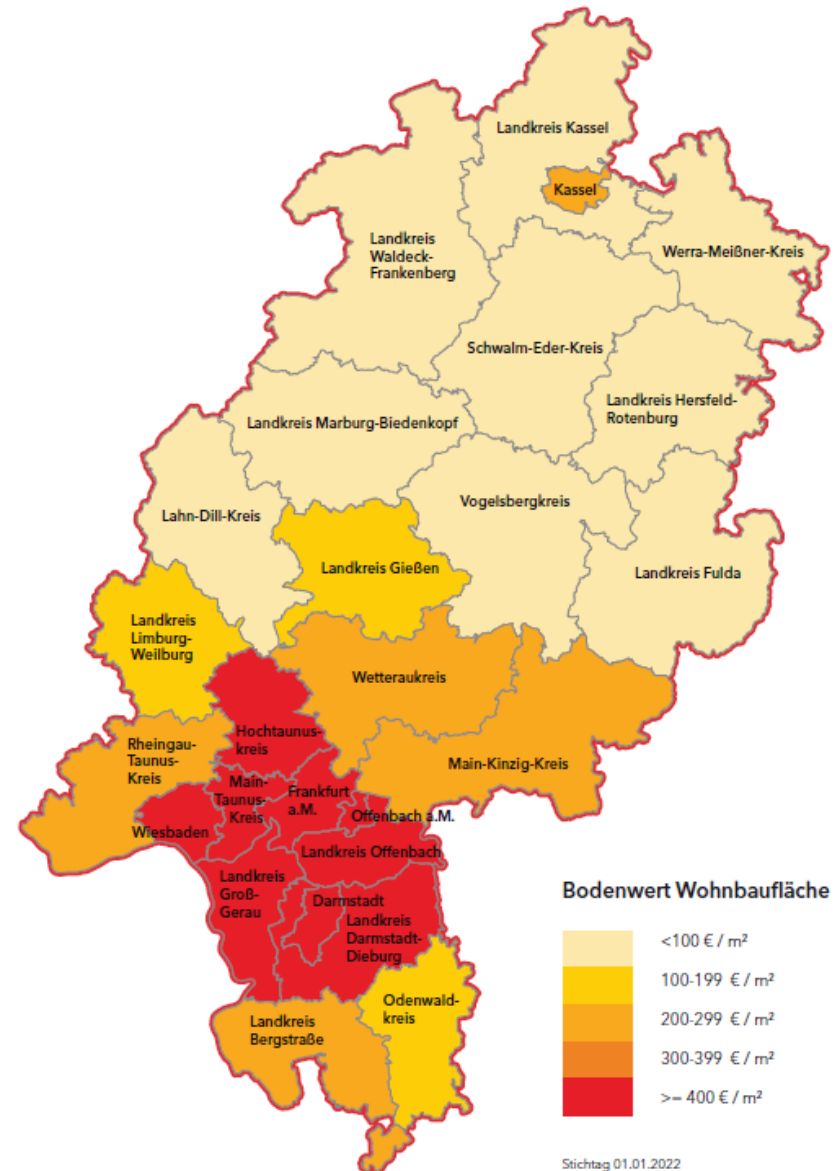 Landkreis Kassel
Kassel
Landkreis
Waldeck-
Frankenberg
Werra-Meißner-Kreis
Schwalm-Eder-Kreis
Landkreis Hersfeld-
Rotenburg
Landkreis Marburg-Biedenkopf
Vogelsbergkreis
Lahn-Dill-Kreis
Landkreis Gießen
Landkreis Fulda
Landkreis
Limburg-
Weilburg
Wetteraukreis
Hochtaunus-
kreis
Rheingau-
Taunus-
Kreis
Main-Kinzig-Kreis
Main-
Taunus-
Kreis
Frankfurt
a.M.
Offenbach a.M.
Wiesbaden
Landkreis Offenbach
Landkreis
Groß-
Gerau
Darmstadt
Landkreis
Darmstadt-
Dieburg
Odenwald-
kreis
Landkreis
Bergstraße
Bodenwert Wohnbaufläche
<100 € / m²
100-199 € / m²
200-299 € / m²
300-399 € / m²
>= 400 € / m²
Stichtag 01.01.2022